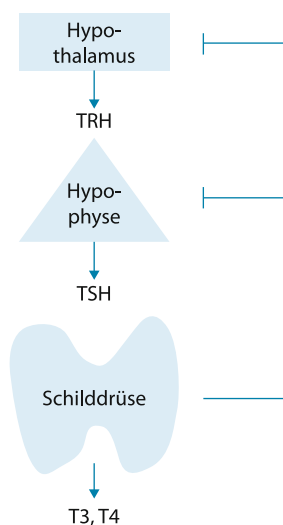 Hypo-
thalamus
TRH
Hypo-
physe
TSH
Schilddrüse
T3, T4